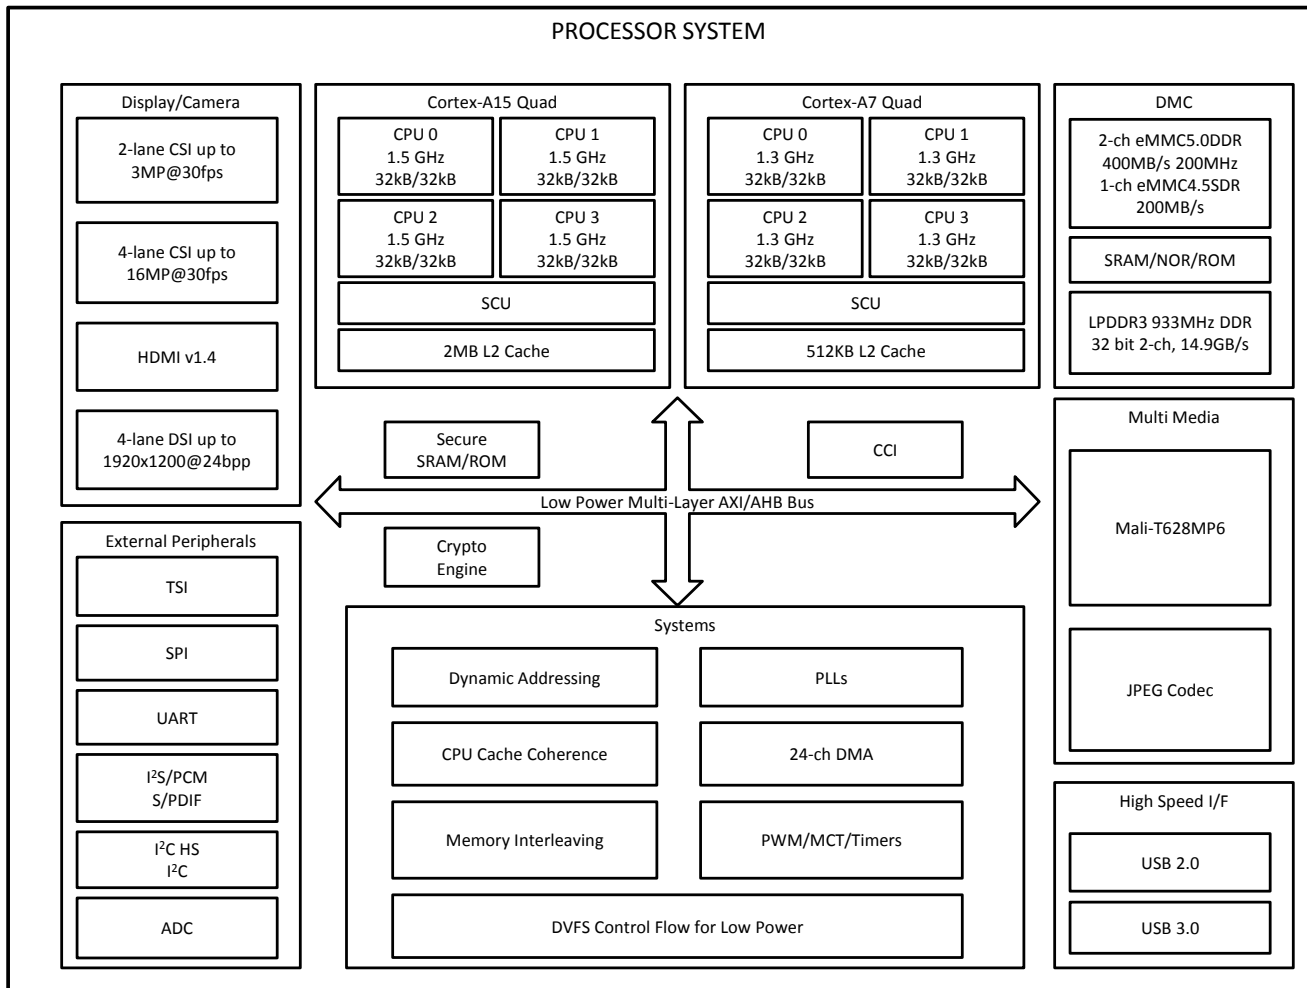 PROCESSOR SYSTEM
Display/Camera
2-lane CSI up to
3MP@30fps
4-lane CSI up to
16MP@30fps
HDMI v1.4
4-lane DSI up to
1920x1200@24bpp
Cortex-A15 Quad
CPU 0
1.5 GHz
32kB/32kB
CPU 1
1.5 GHz
32kB/32kB
CPU 2
1.5 GHz
32kB/32kB
CPU 3
1.5 GHz
32kB/32kB
SCU
2MB L2 Cache
Cortex-A7 Quad
CPU 0
1.3 GHz
32kB/32kB
CPU 1
1.3 GHz
32kB/32kB
CPU 2
1.3 GHz
32kB/32kB
CPU 3
1.3 GHz
32kB/32kB
SCU
512KB L2 Cache
DMC
2-ch eMMC5.0DDR
400MB/s 200MHz
1-ch eMMC4.5SDR
200MB/s
SRAM/NOR/ROM
LPDDR3 933MHz DDR
32 bit 2-ch, 14.9GB/s
Secure
SRAM/ROM
CCI
Low Power Multi-Layer AXI/AHB Bus
Crypto
Engine
Multi Media
Mali-T628MP6
JPEG Codec
External Peripherals
TSI
SPI
UART
I²S/PCM
S/PDIF
I²C HS
I²C
ADC
Systems
Dynamic Addressing
PLLs
CPU Cache Coherence
24-ch DMA
Memory Interleaving
PWM/MCT/Timers
DVFS Control Flow for Low Power
High Speed I/F
USB 2.0
USB 3.0